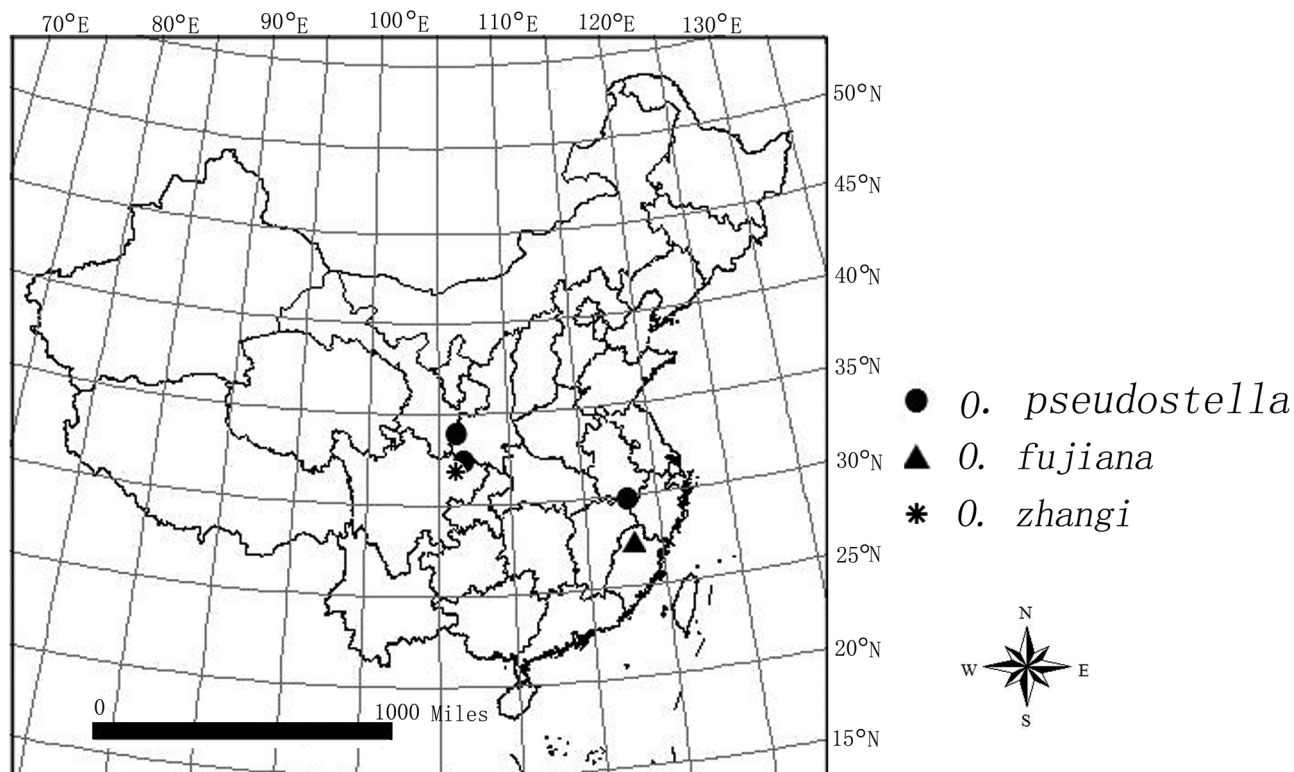 70°E 80°E 90°E 100°E 110°E 120°E 130°E
50°N
45°N
40°N
35°N
30°N
25°N
20°N
15°N
O. pseudostella
O. fujiana
O. zhangi
N
W E
S
0 1000 Miles